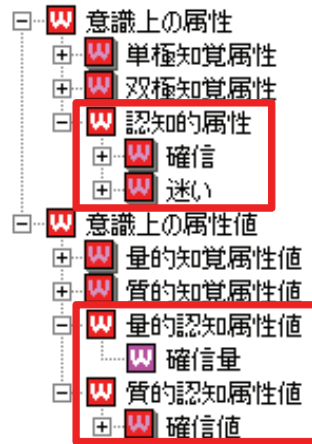 意識上の属性
単極知覚属性
双極知覚属性
認知的属性
確信
迷い
意識上の属性値
量的知覚属性値
質的知覚属性値
量的認知属性値
確信量
質的認知属性値
確信値